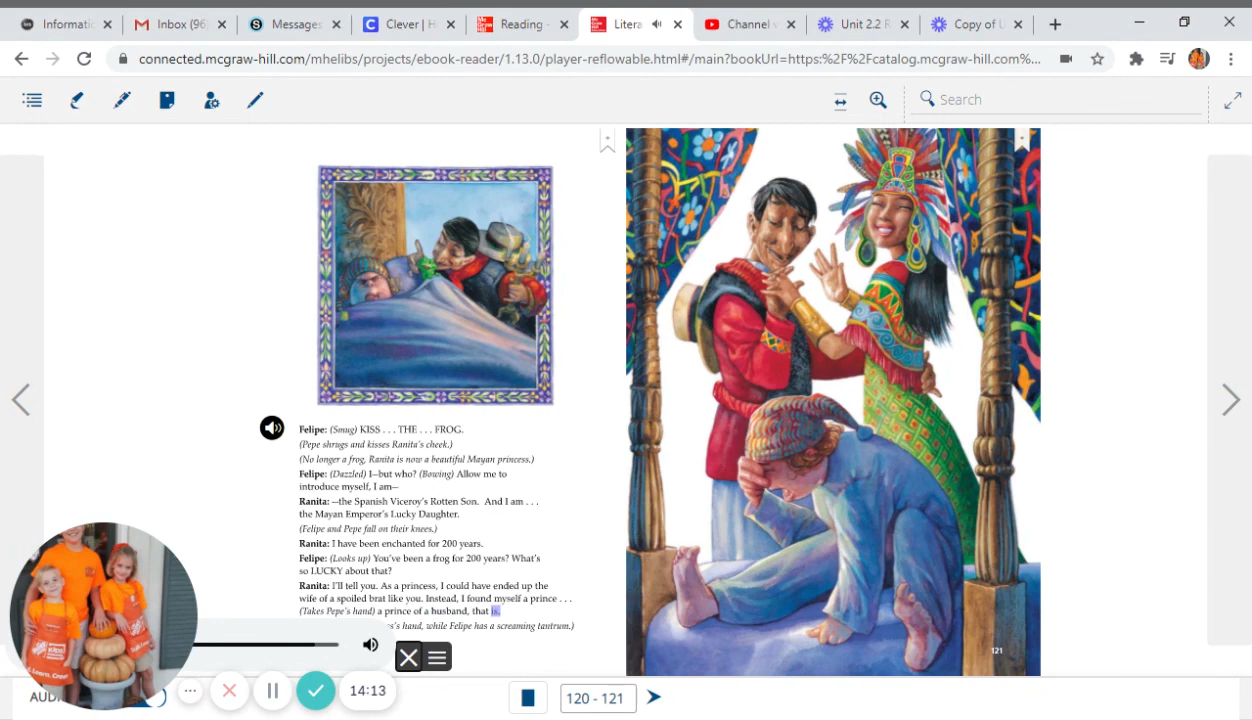 Informatic
Inbox (96
Messages
Clever | H
Reading -
Litera
Channel
Unit 2.2 R
Copy of U
connected.mcgraw-hill.com/mhelibs/projects/ebook-reader/1.13.0/player-reflowable.html#/main?bookUrl=https:%2F%2Fcatalog.mcgraw-hill.com%...
Search
Felipe: (Smug) KISS . . . THE . . . FROG.
(Pepe shrugs and kisses Ranita's cheek.)
(No longer a frog, Ranita is now a beautiful Mayan princess.)
Felipe: (Dazzled) I—but who? (Bowing) Allow me to
introduce myself, I am—
Ranita: —the Spanish Viceroy's Rotten Son. And I am . . .
the Mayan Emperor's Lucky Daughter.
(Felipe and Pepe fall on their knees.)
Ranita: I have been enchanted for 200 years.
Felipe: (Looks up) You've been a frog for 200 years? What's
so LUCKY about that?
Ranita: I'll tell you. As a princess, I could have ended up the
wife of a spoiled brat like you. Instead, I found myself a prince . . .
(Takes Pepe's hand) a prince of a husband, that is.
's hand, while Felipe has a screaming tantrum.)
121
14:13
120 - 121